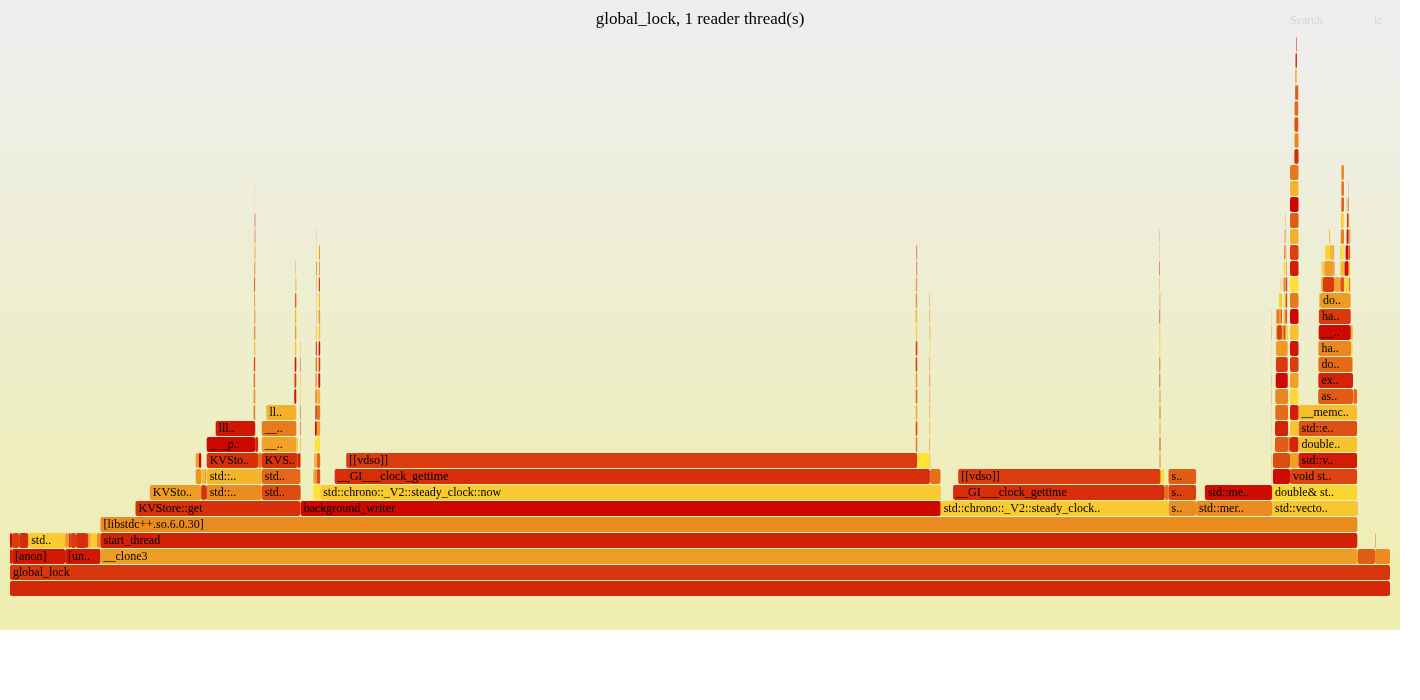 global_lock, 1 reader thread(s)
Search
ic
do..
ha..
ha..
do..
ex..
as..
ll.. __memc..
lll.. __.. std::e..
__p.. __.. double..
KVSto.. KVS.. [[vdso]] std::v..
std::.. std.. __GI___clock_gettime [[vdso]] s.. void st..
KVSto.. std::.. std.. std::chrono::_V2::steady_clock::now __GI___clock_gettime s.. std::me.. double& st..
KVStore::get background_writer std::chrono::_V2::steady_clock.. s.. std::mer.. std::vecto..
[libstdc++.so.6.0.30]
std.. start_thread
[anon] [un.. __clone3
global_lock